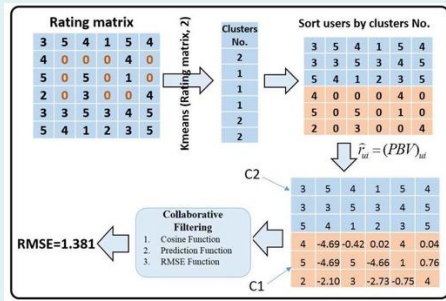 Rating matrix
3 5 4 1 5 4
4 0 0 0 4 0
5 0 5 0 1 0
2 0 3 0 0 4
3 3 5 3 4 5
5 4 1 2 3 5
Kmeans (Rating matrix, 2)
Clusters
No.
2
1
1
1
2
2
Sort users by clusters No.
3 5 4 1 5 4
3 3 5 3 4 5
5 4 1 2 3 5
4 0 0 0 4 0
5 0 5 0 1 0
2 0 3 0 0 4
r̂ui = (PBV)ui
C2
3 5 4 1 5 4
3 3 5 3 4 5
5 4 1 2 3 5
4 -4.69 -0.42 0.02 4 0.04
5 -4.69 5 -4.66 1 0.76
2 -2.10 3 -2.73 -0.75 4
C1
Collaborative
Filtering
1. Cosine Function
2. Prediction Function
3. RMSE Function
RMSE=1.381